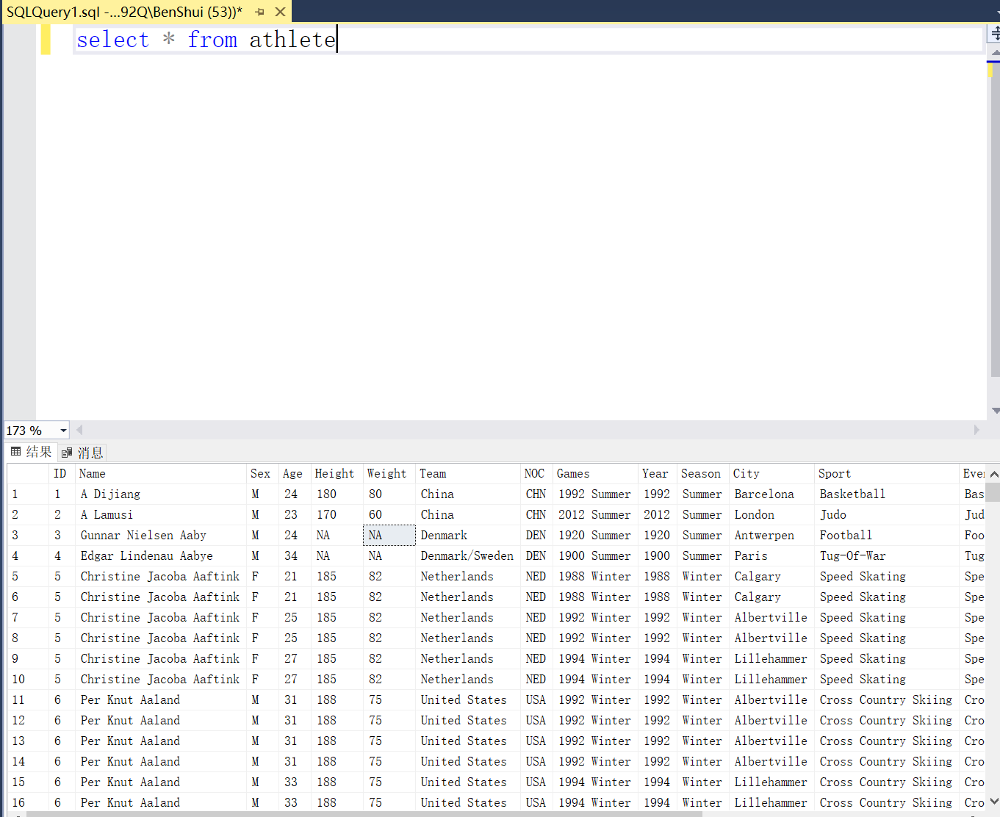 SQLQuery1.sql -...92Q\BenShui (53))*
select * from athlete
173 %
结果 消息
ID Name Sex Age Height Weight Team NOC Games Year Season City Sport Even
1 1 A Dijiang M 24 180 80 China CHN 1992 Summer 1992 Summer Barcelona Basketball Bas
2 2 A Lamusi M 23 170 60 China CHN 2012 Summer 2012 Summer London Judo Jud
3 3 Gunnar Nielsen Aaby M 24 NA NA Denmark DEN 1920 Summer 1920 Summer Antwerpen Football Foo
4 4 Edgar Lindenau Aabye M 34 NA NA Denmark/Sweden DEN 1900 Summer 1900 Summer Paris Tug-Of-War Tug
5 5 Christine Jacoba Aaftink F 21 185 82 Netherlands NED 1988 Winter 1988 Winter Calgary Speed Skating Spe
6 5 Christine Jacoba Aaftink F 21 185 82 Netherlands NED 1988 Winter 1988 Winter Calgary Speed Skating Spe
7 5 Christine Jacoba Aaftink F 25 185 82 Netherlands NED 1992 Winter 1992 Winter Albertville Speed Skating Spe
8 5 Christine Jacoba Aaftink F 25 185 82 Netherlands NED 1992 Winter 1992 Winter Albertville Speed Skating Spe
9 5 Christine Jacoba Aaftink F 27 185 82 Netherlands NED 1994 Winter 1994 Winter Lillehammer Speed Skating Spe
10 5 Christine Jacoba Aaftink F 27 185 82 Netherlands NED 1994 Winter 1994 Winter Lillehammer Speed Skating Spe
11 6 Per Knut Aaland M 31 188 75 United States USA 1992 Winter 1992 Winter Albertville Cross Country Skiing Cro
12 6 Per Knut Aaland M 31 188 75 United States USA 1992 Winter 1992 Winter Albertville Cross Country Skiing Cro
13 6 Per Knut Aaland M 31 188 75 United States USA 1992 Winter 1992 Winter Albertville Cross Country Skiing Cro
14 6 Per Knut Aaland M 31 188 75 United States USA 1992 Winter 1992 Winter Albertville Cross Country Skiing Cro
15 6 Per Knut Aaland M 33 188 75 United States USA 1994 Winter 1994 Winter Lillehammer Cross Country Skiing Cro
16 6 Per Knut Aaland M 33 188 75 United States USA 1994 Winter 1994 Winter Lillehammer Cross Country Skiing Cro